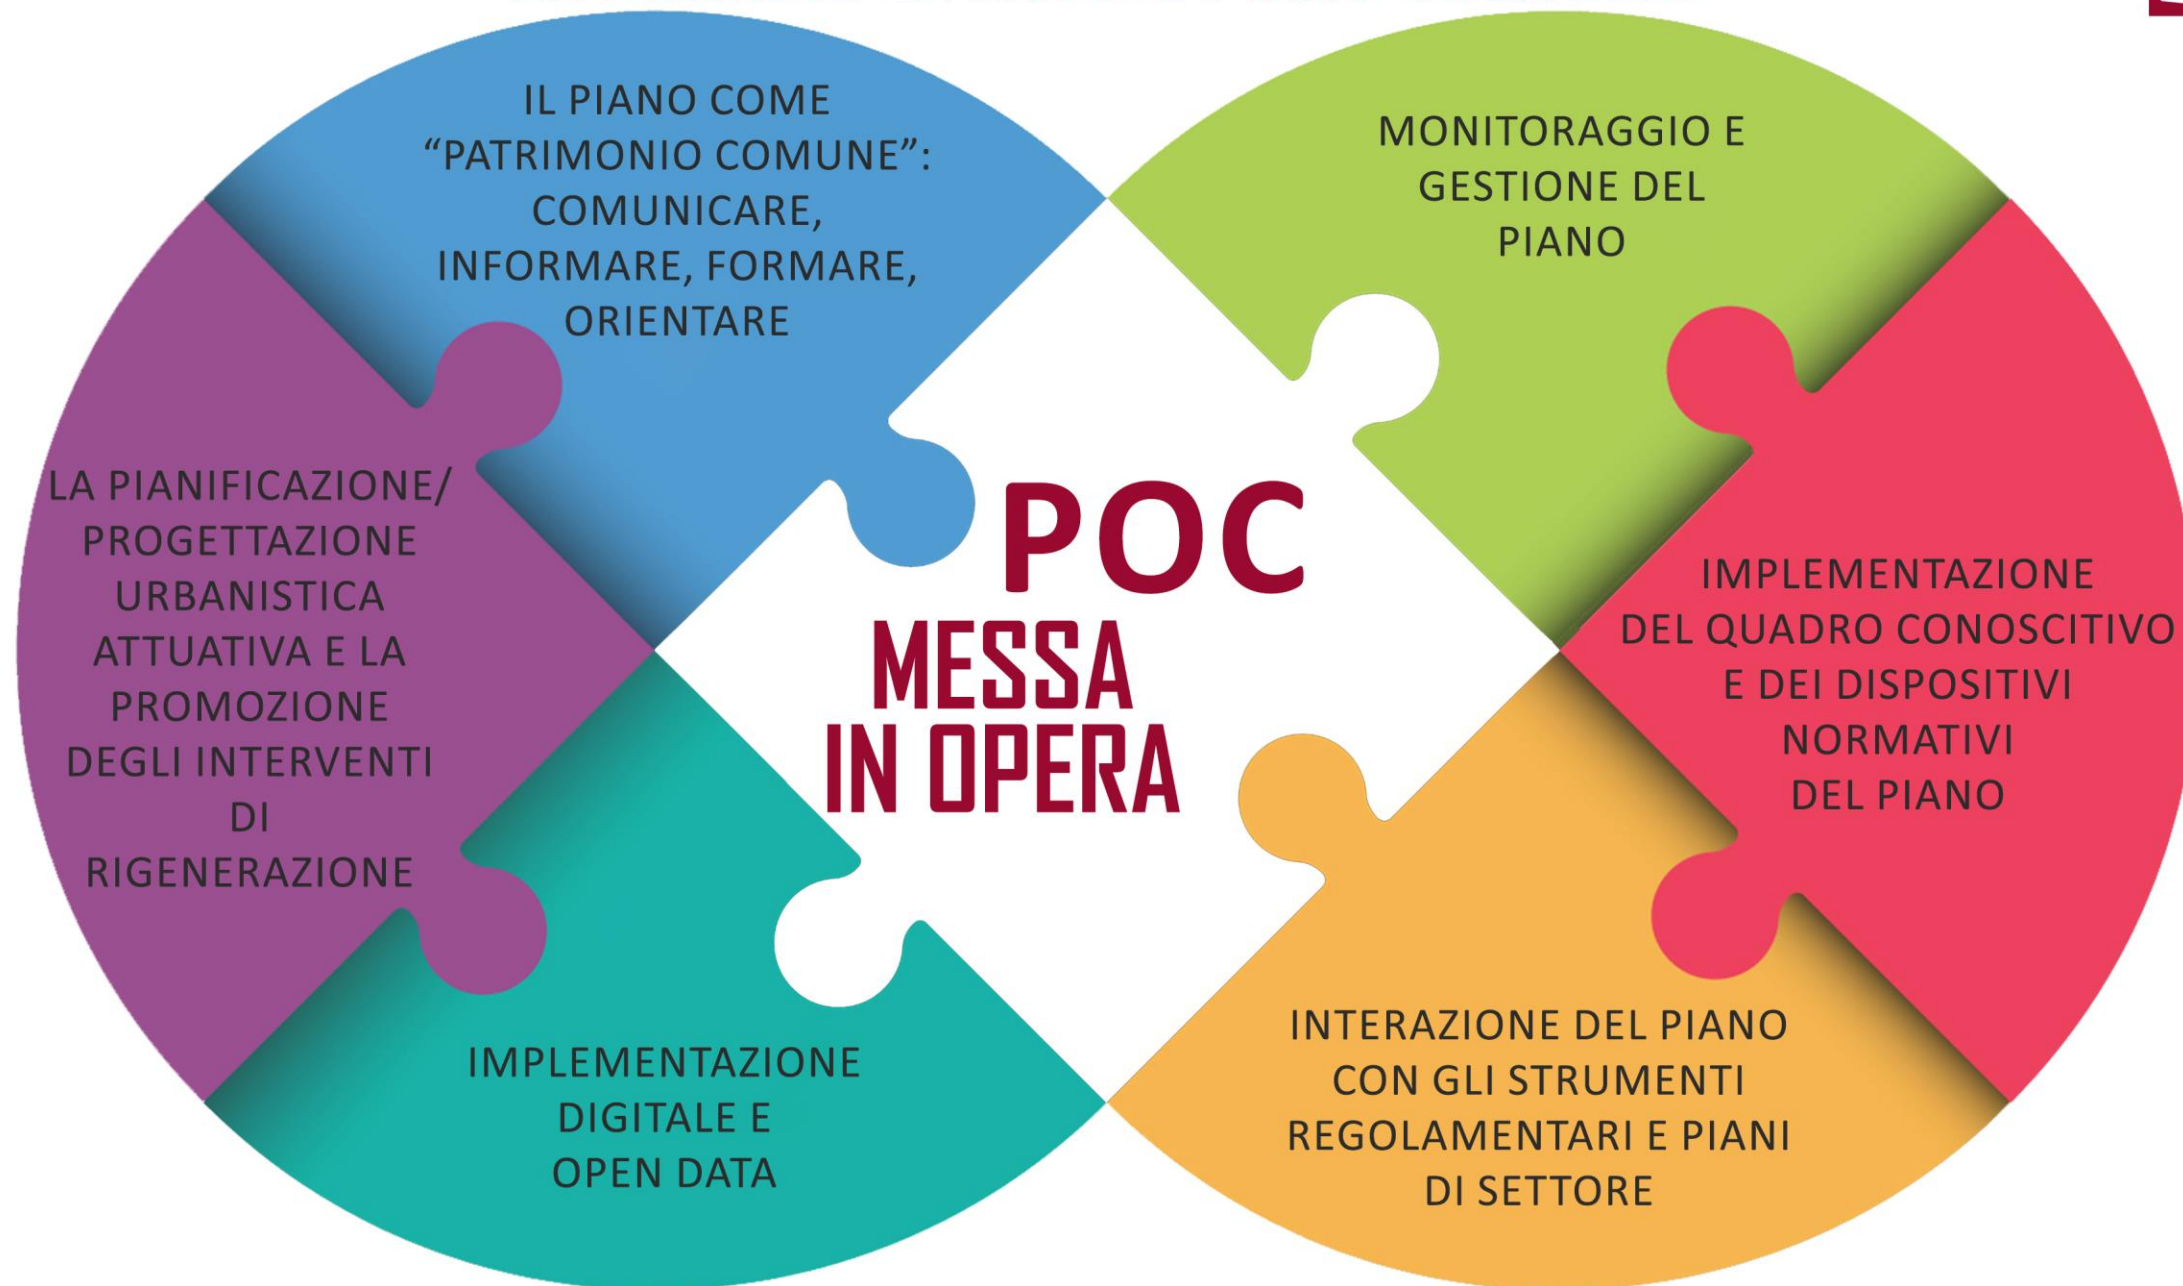 IL PIANO COME
“PATRIMONIO COMUNE”:
COMUNICARE,
INFORMARE, FORMARE,
ORIENTARE
MONITORAGGIO E
GESTIONE DEL
PIANO
LA PIANIFICAZIONE/
PROGETTAZIONE
URBANISTICA
ATTUATIVA E LA
PROMOZIONE
DEGLI INTERVENTI
DI
RIGENERAZIONE
POC
MESSA
IN OPERA
IMPLEMENTAZIONE
DEL QUADRO CONOSCITIVO
E DEI DISPOSITIVI
NORMATIVI
DEL PIANO
IMPLEMENTAZIONE
DIGITALE E
OPEN DATA
INTERAZIONE DEL PIANO
CON GLI STRUMENTI
REGOLAMENTARI E PIANI
DI SETTORE